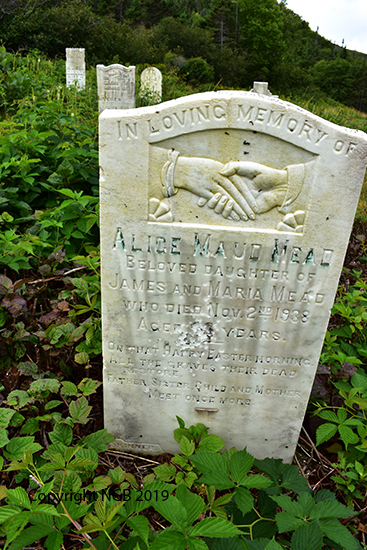 IN LOVING MEMORY OF
ALICE MAUD MEAD
BELOVED DAUGHTER OF
JAMES AND MARIA MEAD
WHO DIED NOV. 2ND 1938
AGED YEARS.
ON THAT HAPPY EASTER MORNING
ALL THE GRAVES THEIR DEAD
RESTORE
FATHER SISTER CHILD AND MOTHER
MEET ONCE MORE
Copyright NGB 2019